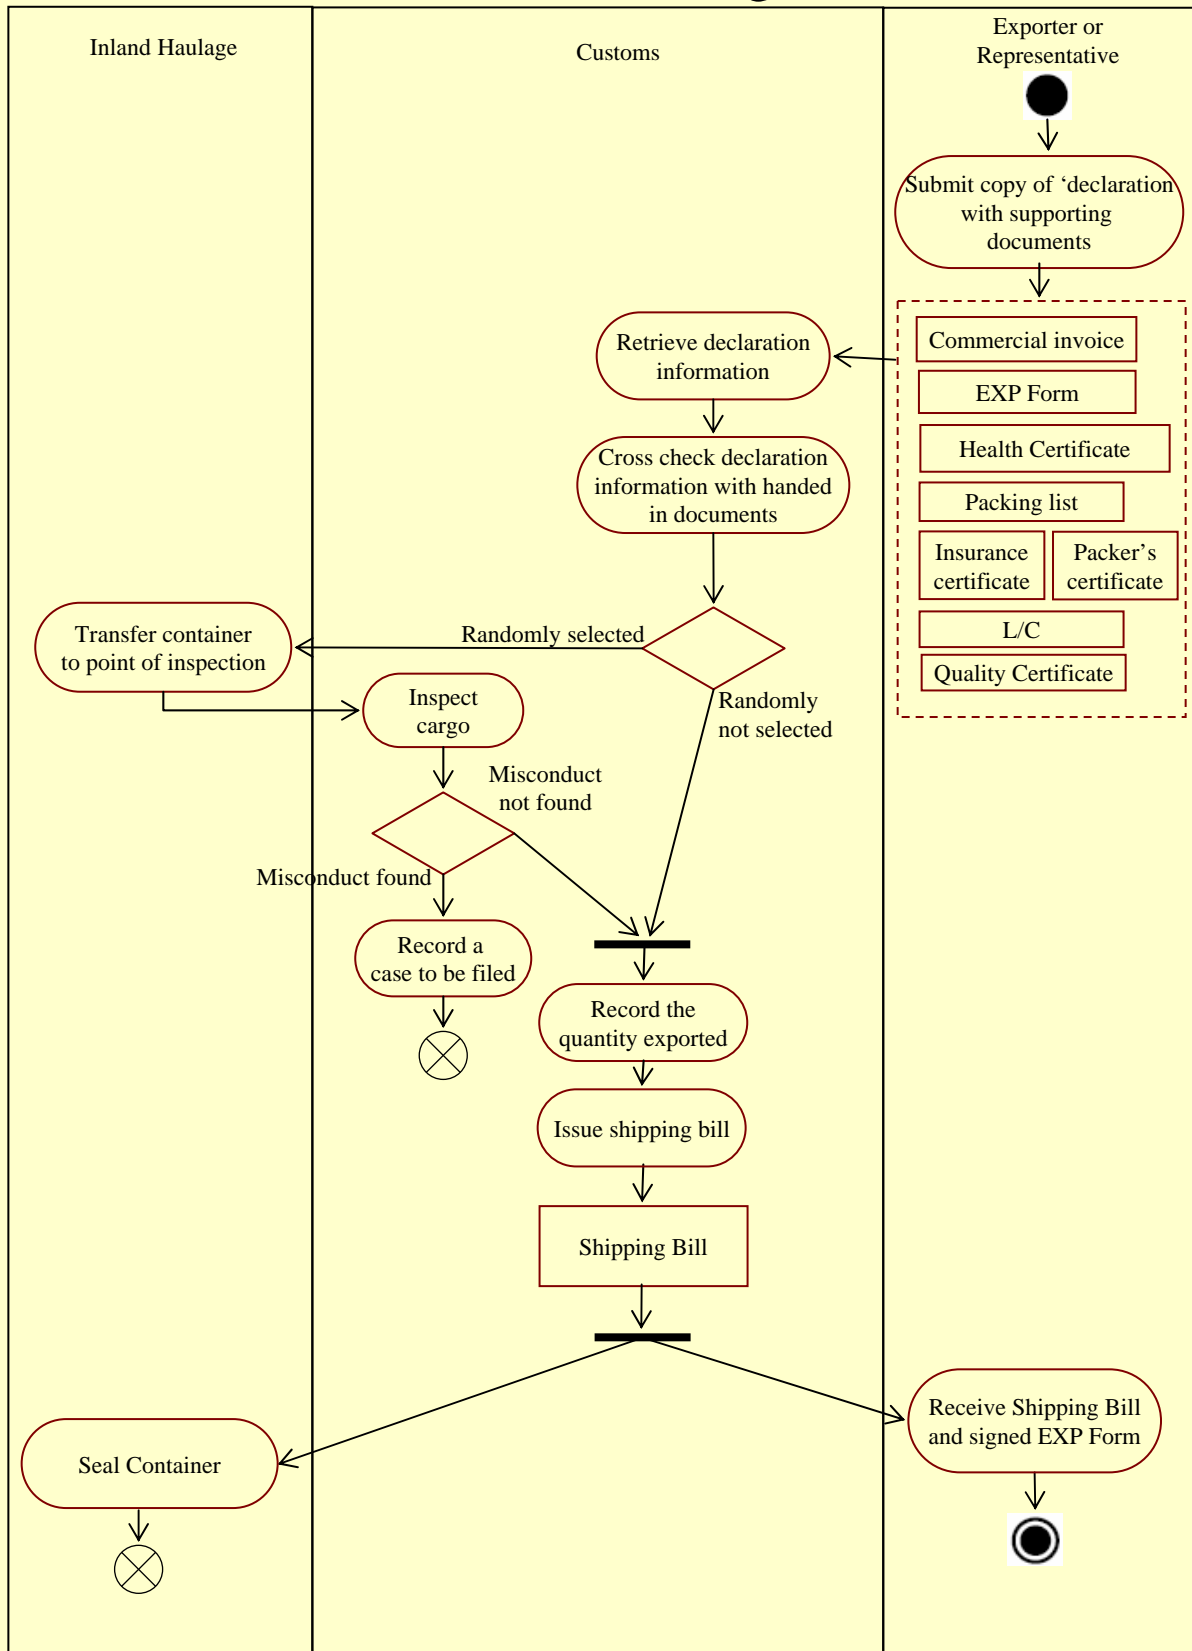 Inland Haulage
Customs
Exporter or
Representative
Submit copy of ‘declaration
with supporting
documents
Commercial invoice
EXP Form
Health Certificate
Packing list
Insurance
certificate
Packer’s
certificate
L/C
Quality Certificate
Retrieve declaration
information
Cross check declaration
information with handed
in documents
Randomly selected
Randomly
not selected
Transfer container
to point of inspection
Inspect
cargo
Misconduct
not found
Misconduct found
Record a
case to be filed
Record the
quantity exported
Issue shipping bill
Shipping Bill
Receive Shipping Bill
and signed EXP Form
Seal Container